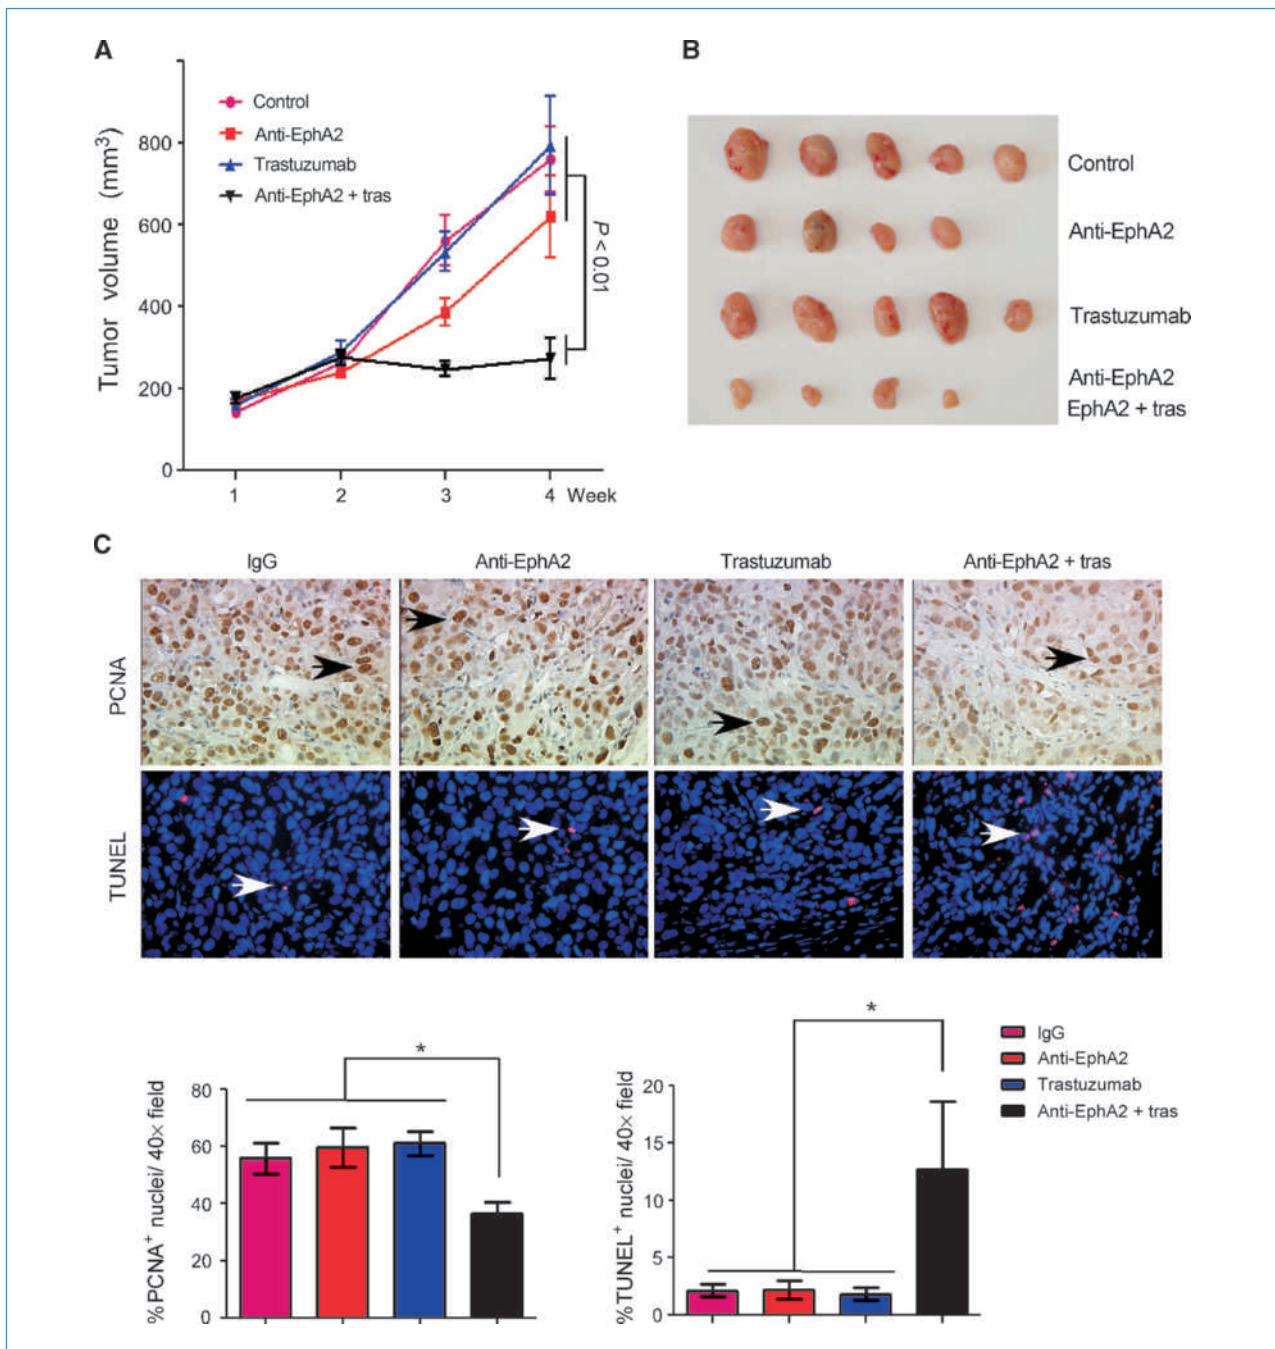 A
Tumor volume (mm³)
800
600
400
200
0
1 2 3 4 Week
Control
Anti-EphA2
Trastuzumab
Anti-EphA2 + tras
P < 0.01
B
Control
Anti-EphA2
Trastuzumab
Anti-EphA2
EphA2 + tras
C
IgG Anti-EphA2 Trastuzumab Anti-EphA2 + tras
PCNA
TUNEL
%PCNA⁺ nuclei/ 40× field
80
60
40
20
0
*
%TUNEL⁺ nuclei/ 40× field
20
15
10
5
0
*
IgG
Anti-EphA2
Trastuzumab
Anti-EphA2 + tras